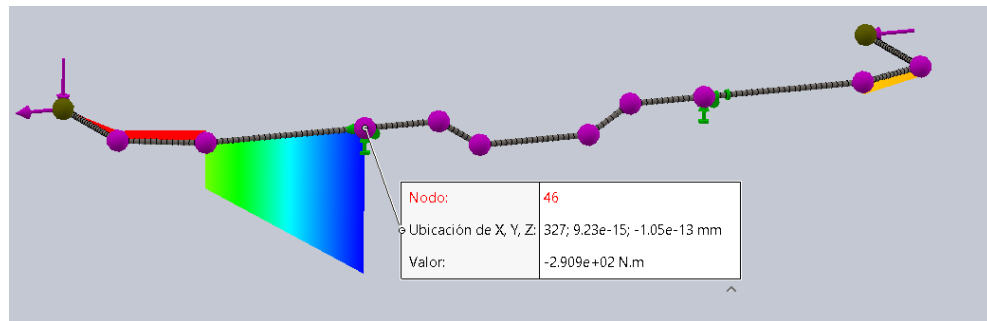 Nodo: 46
Ubicación de X, Y, Z: 327; 9.23e-15; -1.05e-13 mm
Valor: -2.909e+02 N.m